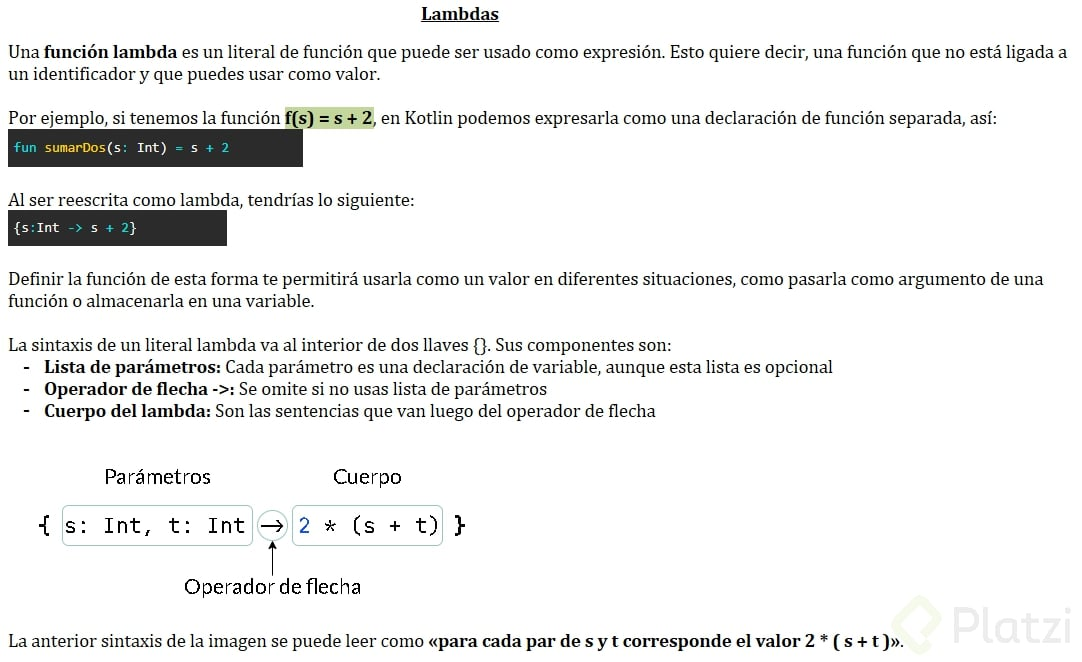 Lambdas
Una función lambda es un literal de función que puede ser usado como expresión. Esto quiere decir, una función que no está ligada a
un identificador y que puedes usar como valor.
Por ejemplo, si tenemos la función f(s) = s + 2, en Kotlin podemos expresarla como una declaración de función separada, así:
fun sumarDos(s: Int) = s + 2
Al ser reescrita como lambda, tendrías lo siguiente:
{s:Int -> s + 2}
Definir la función de esta forma te permitirá usarla como un valor en diferentes situaciones, como pasarla como argumento de una
función o almacenarla en una variable.
La sintaxis de un literal lambda va al interior de dos llaves {}. Sus componentes son:
- Lista de parámetros: Cada parámetro es una declaración de variable, aunque esta lista es opcional
- Operador de flecha ->: Se omite si no usas lista de parámetros
- Cuerpo del lambda: Son las sentencias que van luego del operador de flecha
Parámetros Cuerpo
{ s: Int, t: Int → 2 * (s + t) }
Operador de flecha
La anterior sintaxis de la imagen se puede leer como «para cada par de s y t corresponde el valor 2 * ( s + t )».
Platzi